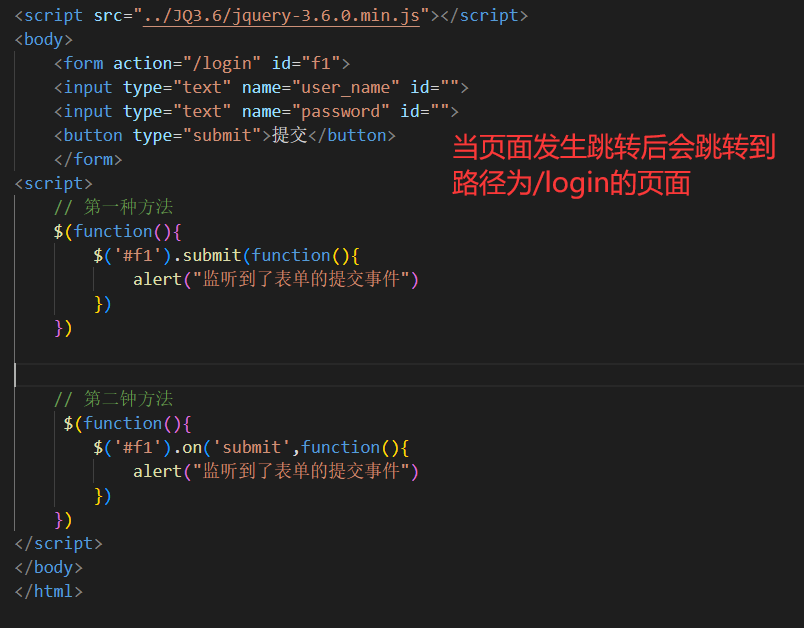 <script src="../JQ3.6/jquery-3.6.0.min.js"></script>
<body>
<form action="/login" id="f1">
<input type="text" name="user_name" id="">
<input type="text" name="password" id="">
<button type="submit">提交</button>
</form>
当页面发生跳转后会跳转到
路径为/login的页面
<script>
// 第一种方法
$(function(){
$('#f1').submit(function(){
alert("监听到了表单的提交事件")
})
})
// 第二钟方法
$(function(){
$('#f1').on('submit',function(){
alert("监听到了表单的提交事件")
})
})
</script>
</body>
</html>